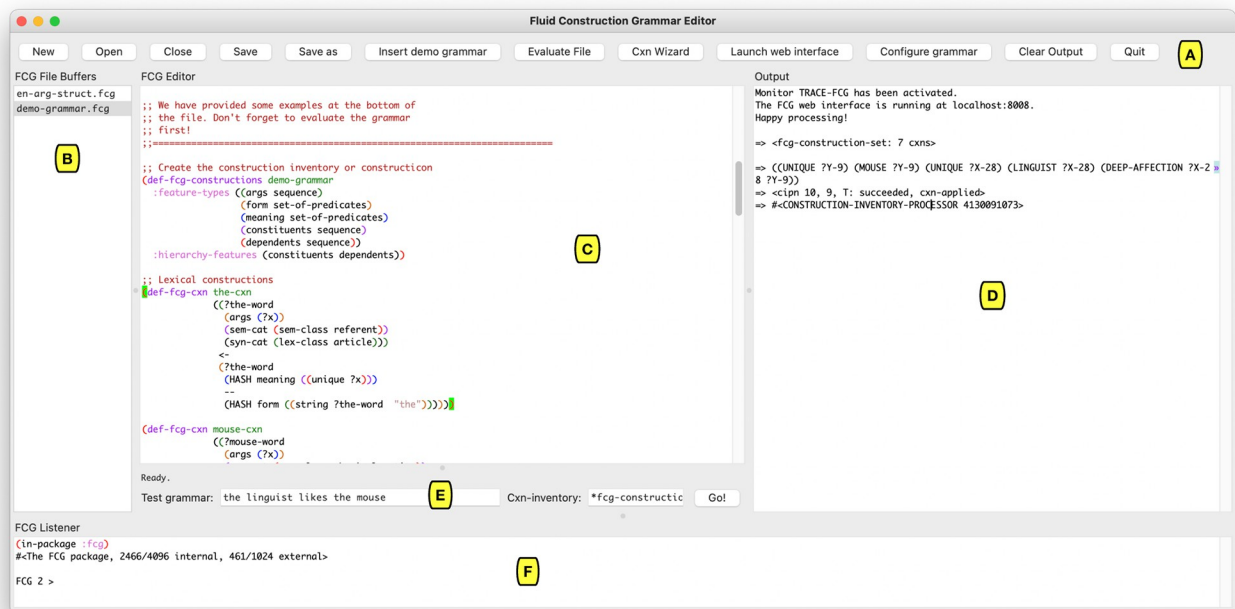 Fluid Construction Grammar Editor
New Open Close Save Save as Insert demo grammar Evaluate File Cxn Wizard Launch web interface Configure grammar Clear Output Quit A
FCG File Buffers
en-arg-struct.fcg
demo-grammar.fcg
B
FCG Editor
;; We have provided some examples at the bottom of
;; the file. Don't forget to evaluate the grammar
;; first!
;;=========================================================================
;; Create the construction inventory or constructicon
(def-fcg-constructions demo-grammar
:feature-types ((args sequence)
(form set-of-predicates)
(meaning set-of-predicates)
(constituents sequence)
(dependents sequence))
:hierarchy-features (constituents dependents))
C
;; Lexical constructions
(def-fcg-cxn the-cxn
((?the-word
(args (?x))
(sem-cat (sem-class referent))
(syn-cat (lex-class article)))
<-
(?the-word
(HASH meaning ((unique ?x)))
--
(HASH form ((string ?the-word "the")))))
(def-fcg-cxn mouse-cxn
((?mouse-word
(args (?x))
Ready.
Test grammar: the linguist likes the mouse E Cxn-inventory: *fcg-constructic Go!
Output
Monitor TRACE-FCG has been activated.
The FCG web interface is running at localhost:8008.
Happy processing!
=> <fcg-construction-set: 7 cxns>
=> ((UNIQUE ?Y-9) (MOUSE ?Y-9) (UNIQUE ?X-28) (LINGUIST ?X-28) (DEEP-AFFECTION ?X-2 »
8 ?Y-9))
=> <cipn 10, 9, T: succeeded, cxn-applied>
=> #<CONSTRUCTION-INVENTORY-PROCESSOR 4130091073>
D
FCG Listener
(in-package :fcg)
#<The FCG package, 2466/4096 internal, 461/1024 external>
FCG 2 >
F